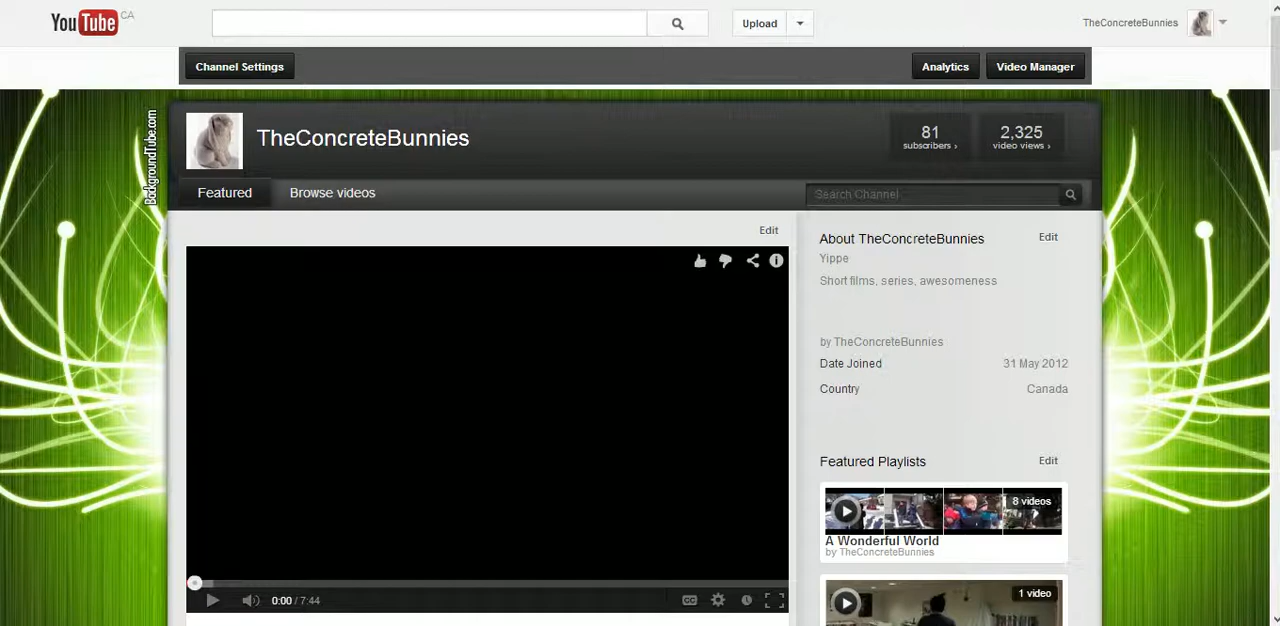 YouTube CA
Upload
TheConcreteBunnies
Channel Settings
Analytics
Video Manager
BackgroundTube.com
TheConcreteBunnies
81
subscribers ›
2,325
video views ›
Featured
Browse videos
Search Channel
Edit
About TheConcreteBunnies
Edit
Yippe
Short films, series, awesomeness
by TheConcreteBunnies
Date Joined
31 May 2012
Country
Canada
Featured Playlists
Edit
8 videos
A Wonderful World
by TheConcreteBunnies
1 video
0:00 / 7:44
CC